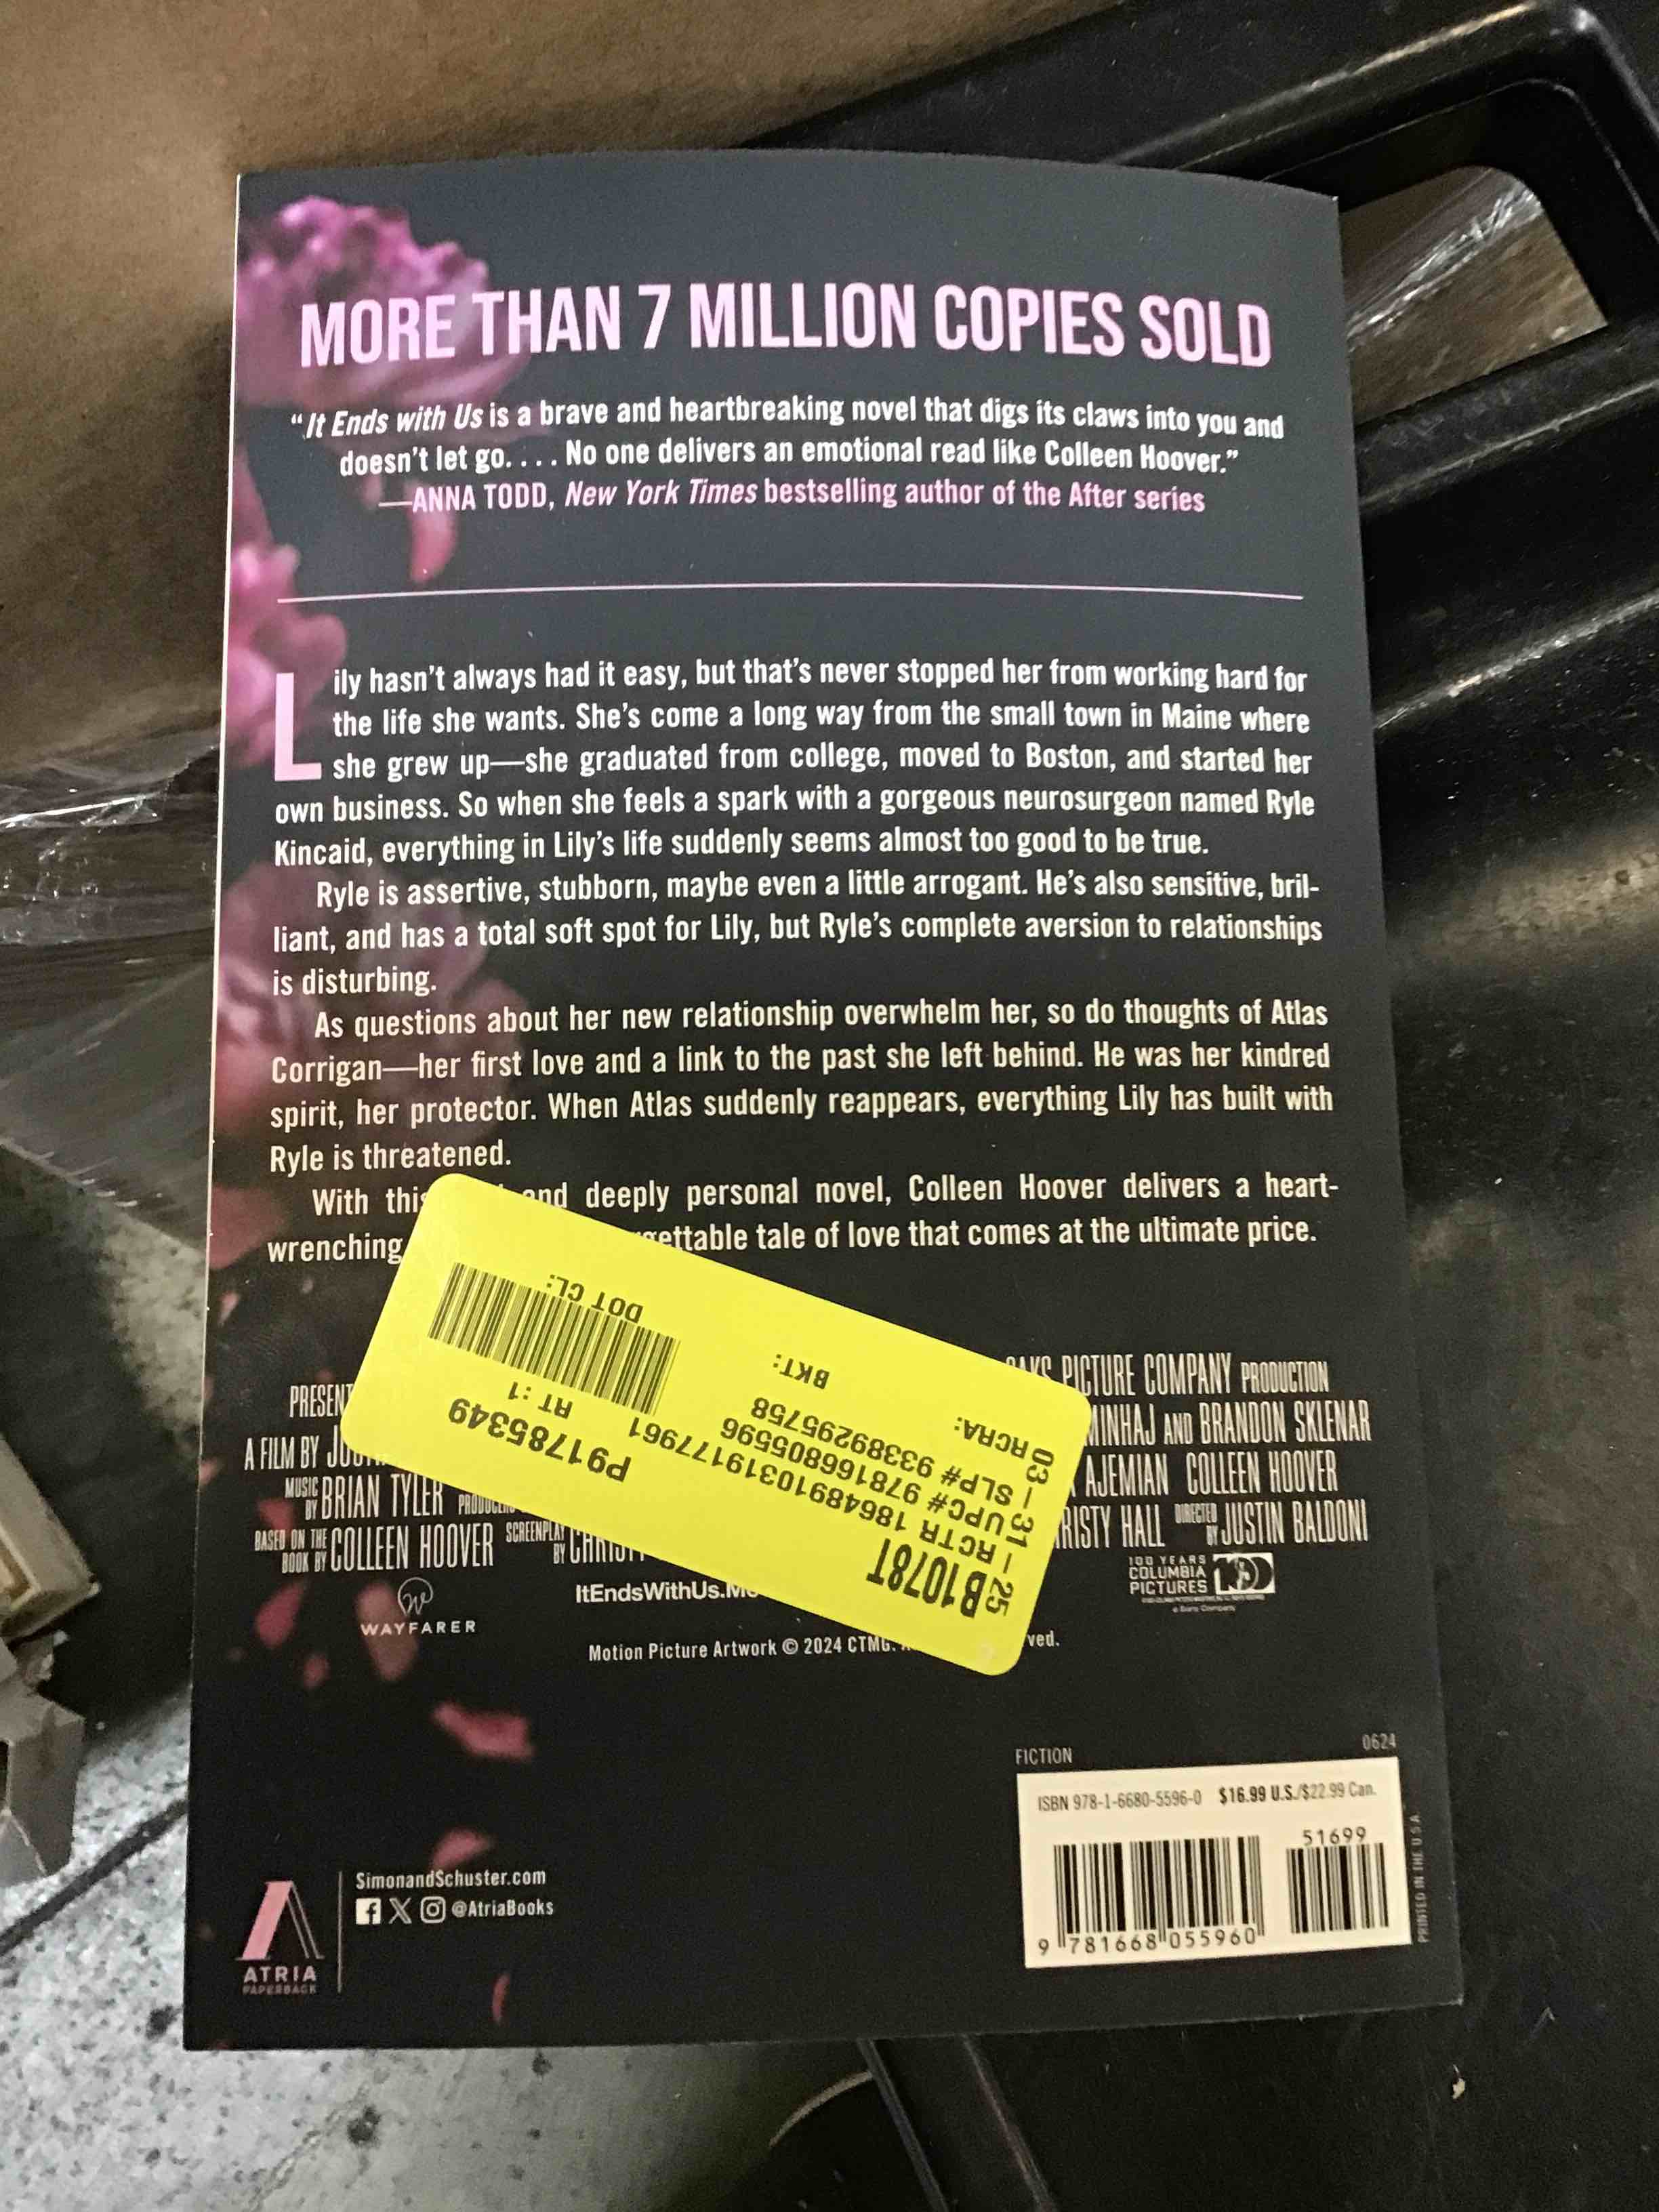 MORE THAN 7 MILLION COPIES SOLD
"It Ends with Us is a brave and heartbreaking novel that digs its claws into you and
doesn't let go. . . . No one delivers an emotional read like Colleen Hoover."
—ANNA TODD, New York Times bestselling author of the After series
Lily hasn't always had it easy, but that's never stopped her from working hard for
the life she wants. She's come a long way from the small town in Maine where
she grew up—she graduated from college, moved to Boston, and started her
own business. So when she feels a spark with a gorgeous neurosurgeon named Ryle
Kincaid, everything in Lily's life suddenly seems almost too good to be true.
Ryle is assertive, stubborn, maybe even a little arrogant. He's also sensitive, bril-
liant, and has a total soft spot for Lily, but Ryle's complete aversion to relationships
is disturbing.
As questions about her new relationship overwhelm her, so do thoughts of Atlas
Corrigan—her first love and a link to the past she left behind. He was her kindred
spirit, her protector. When Atlas suddenly reappears, everything Lily has built with
Ryle is threatened.
With this and deeply personal novel, Colleen Hoover delivers a heart-
wrenching tale of love that comes at the ultimate price.
B1078T
RCTR 18648910319177961 RT :1
UPC# 9781668055960
SLP# 93389295758
P91785349
03 – 31 – 25
RCRA:
BKT:
DOT CL:
PICTURE COMPANY PRODUCTION
A FILM BY
MINHAJ AND BRANDON SKLENAR
MUSIC BY BRIAN TYLER
AJEMIAN COLLEEN HOOVER
BASED ON THE BOOK BY COLLEEN HOOVER SCREENPLAY BY
HALL DIRECTED BY JUSTIN BALDONI
WAYFARER
100 YEARS
COLUMBIA
PICTURES
a Sony Company
Motion Picture Artwork © 2024 CTMG.
FICTION
0624
ISBN 978-1-6680-5596-0 $16.99 U.S./$22.99 Can.
51699
9 781668 055960
PRINTED IN THE U.S.A.
SimonandSchuster.com
@AtriaBooks
ATRIA
PAPERBACK